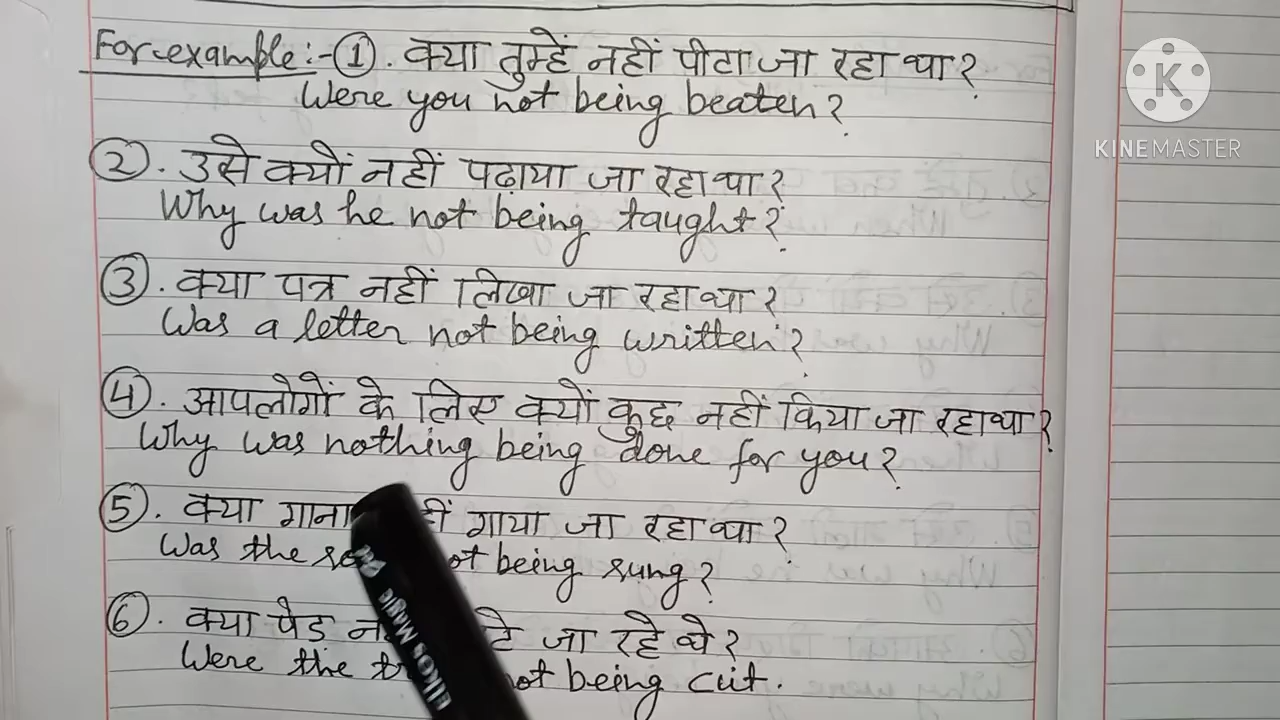 For-example:-① . क्या तुम्हें नहीं पीटा जा रहा था?
Were you not being beaten?
② . उसे क्यों नहीं पढ़ाया जा रहा था?
Why was he not being taught?
③ . क्या पत्र नहीं लिखा जा रहा था?
Was a letter not being written?
④ . आपलोगों के लिए क्यों कुछ नहीं किया जा रहा था?
Why was nothing being done for you?
⑤ . क्या गाना गाया जा रहा था?
Was the being sung?
⑥ . क्या पेड जा रहे थे?
Were the being cut.
KINEMASTER
Elkos Magic